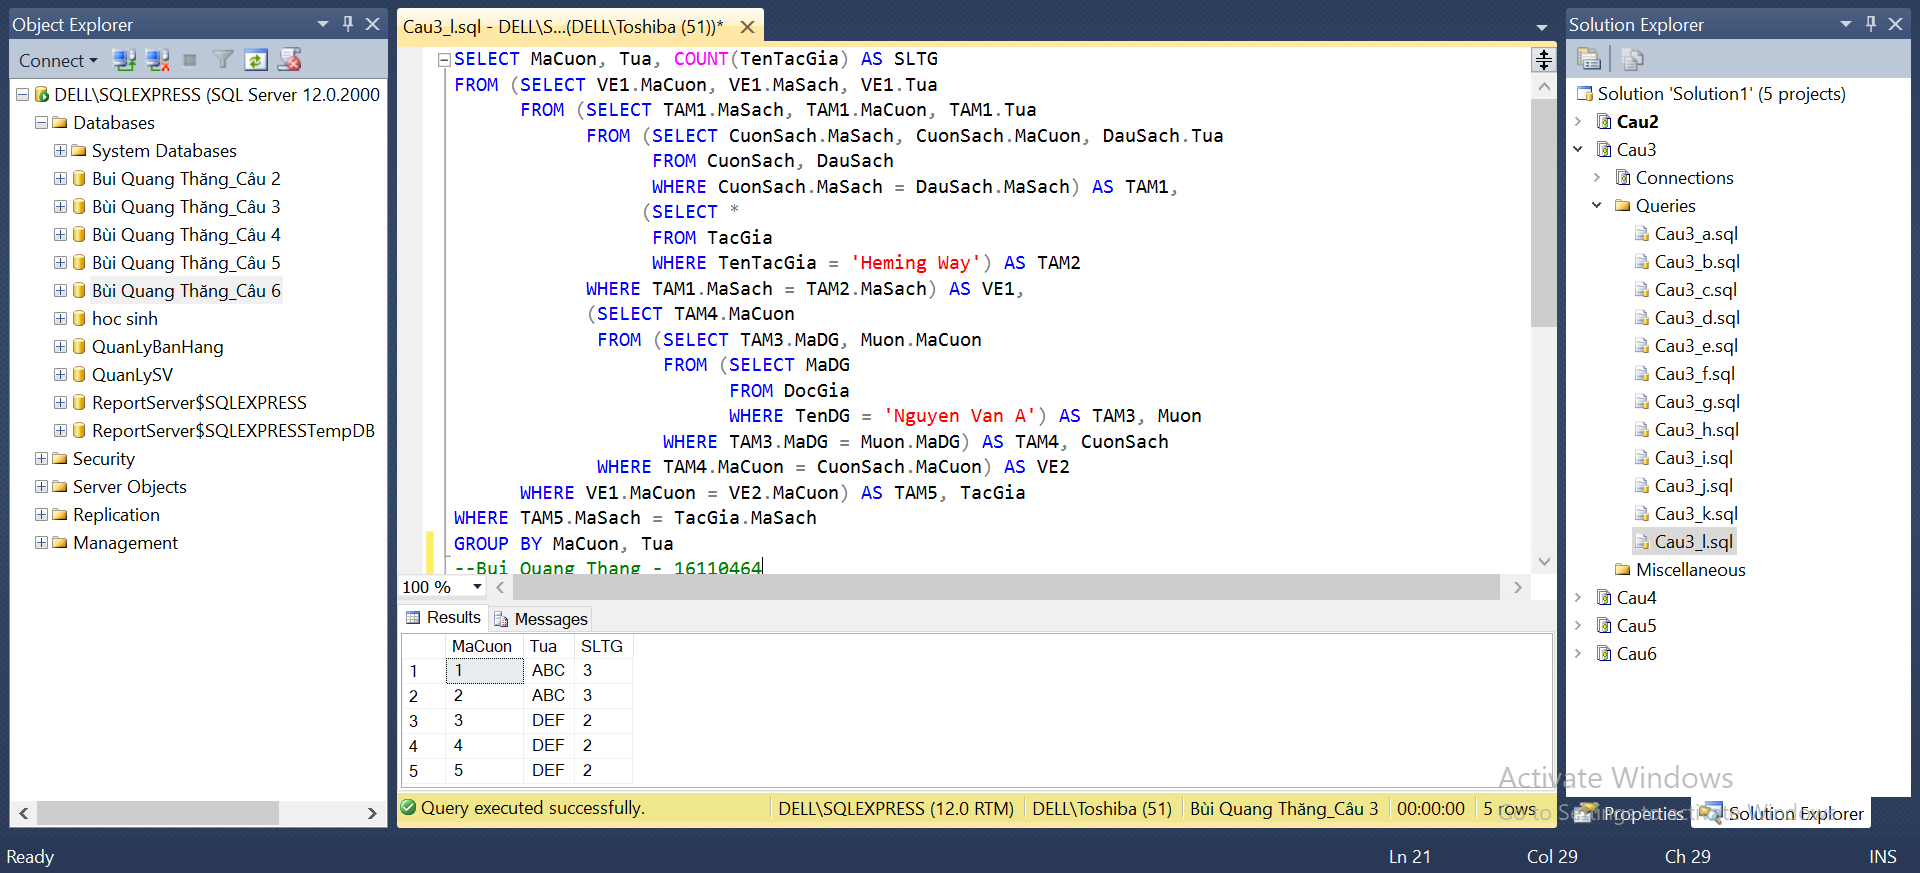 Object Explorer
Connect
DELL\SQLEXPRESS (SQL Server 12.0.2000
Databases
System Databases
Bui Quang Thăng_Câu 2
Bùi Quang Thăng_Câu 3
Bùi Quang Thăng_Câu 4
Bùi Quang Thăng_Câu 5
Bùi Quang Thăng_Câu 6
hoc sinh
QuanLyBanHang
QuanLySV
ReportServer$SQLEXPRESS
ReportServer$SQLEXPRESSTempDB
Security
Server Objects
Replication
Management
Cau3_l.sql - DELL\S...(DELL\Toshiba (51))*
SELECT MaCuon, Tua, COUNT(TenTacGia) AS SLTG
FROM (SELECT VE1.MaCuon, VE1.MaSach, VE1.Tua
FROM (SELECT TAM1.MaSach, TAM1.MaCuon, TAM1.Tua
FROM (SELECT CuonSach.MaSach, CuonSach.MaCuon, DauSach.Tua
FROM CuonSach, DauSach
WHERE CuonSach.MaSach = DauSach.MaSach) AS TAM1,
(SELECT *
FROM TacGia
WHERE TenTacGia = 'Heming Way') AS TAM2
WHERE TAM1.MaSach = TAM2.MaSach) AS VE1,
(SELECT TAM4.MaCuon
FROM (SELECT TAM3.MaDG, Muon.MaCuon
FROM (SELECT MaDG
FROM DocGia
WHERE TenDG = 'Nguyen Van A') AS TAM3, Muon
WHERE TAM3.MaDG = Muon.MaDG) AS TAM4, CuonSach
WHERE TAM4.MaCuon = CuonSach.MaCuon) AS VE2
WHERE VE1.MaCuon = VE2.MaCuon) AS TAM5, TacGia
WHERE TAM5.MaSach = TacGia.MaSach
GROUP BY MaCuon, Tua
--Bui Quang Thang - 16110464
100 %
Results Messages
MaCuon Tua SLTG
1 1 ABC 3
2 2 ABC 3
3 3 DEF 2
4 4 DEF 2
5 5 DEF 2
Query executed successfully. DELL\SQLEXPRESS (12.0 RTM) DELL\Toshiba (51) Bùi Quang Thăng_Câu 3 00:00:00 5 rows
Solution Explorer
Solution 'Solution1' (5 projects)
Cau2
Cau3
Connections
Queries
Cau3_a.sql
Cau3_b.sql
Cau3_c.sql
Cau3_d.sql
Cau3_e.sql
Cau3_f.sql
Cau3_g.sql
Cau3_h.sql
Cau3_i.sql
Cau3_j.sql
Cau3_k.sql
Cau3_l.sql
Miscellaneous
Cau4
Cau5
Cau6
Activate Windows
Go to Settings to activate Windows.
Properties Solution Explorer
Ready Ln 21 Col 29 Ch 29 INS